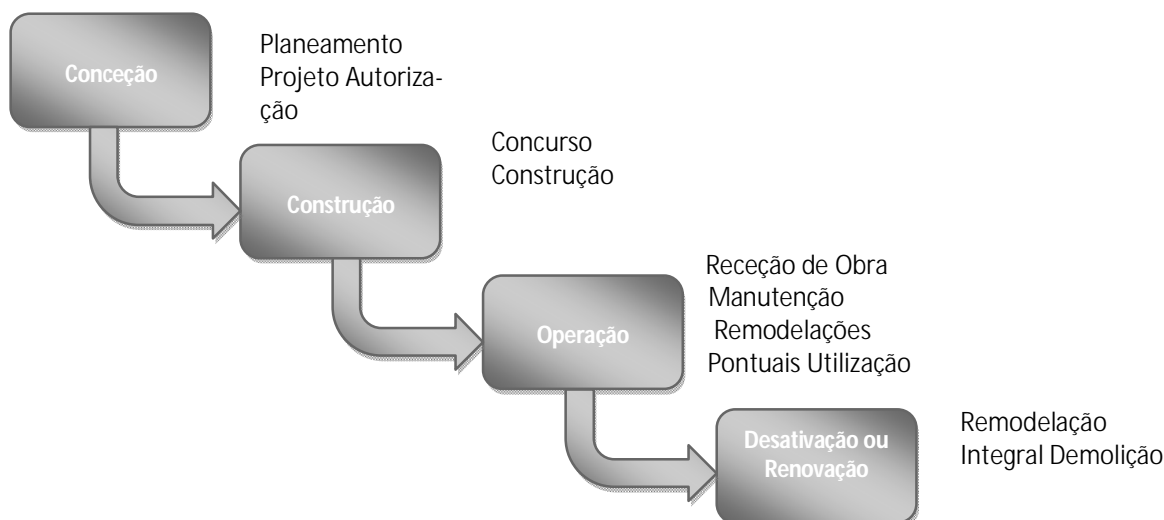 Conceção
Planeamento
Projeto Autoriza-
ção
Construção
Concurso
Construção
Operação
Receção de Obra
Manutenção
Remodelações
Pontuais Utilização
Desativação ou
Renovação
Remodelação
Integral Demolição